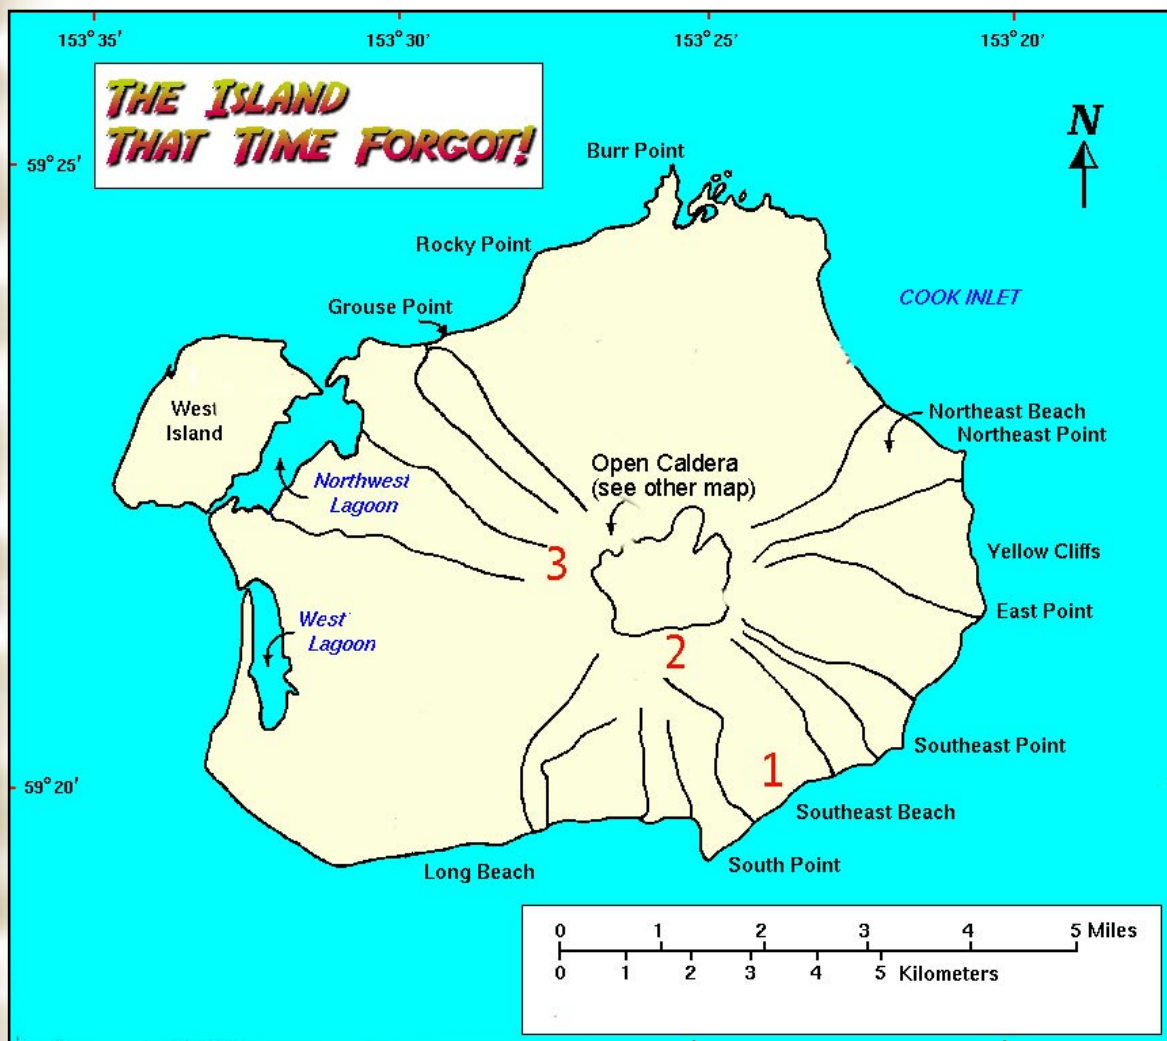 153°35' 153°30' 153°25' 153°20'
THE ISLAND
THAT TIME FORGOT!
N
Burr Point
59°25'
Rocky Point
COOK INLET
Grouse Point
West
Island
Northeast Beach
Northeast Point
Open Caldera
(see other map)
Northwest
Lagoon
Yellow Cliffs
3
East Point
West
Lagoon
2
Southeast Point
1
59°20'
Southeast Beach
South Point
Long Beach
0 1 2 3 4 5 Miles
0 1 2 3 4 5 Kilometers